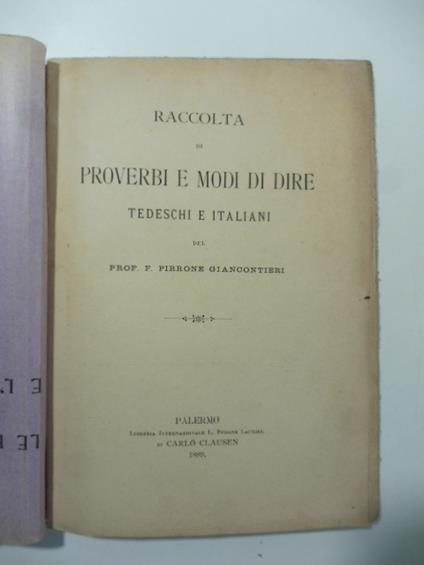 RACCOLTA
DI
PROVERBI E MODI DI DIRE
TEDESCHI E ITALIANI
DEL
PROF. F. PIRRONE GIANCONTIERI
PALERMO
LIBRERIA INTERNAZIONALE L. PEDONE LAURIEL
DI CARLO CLAUSEN
1889.